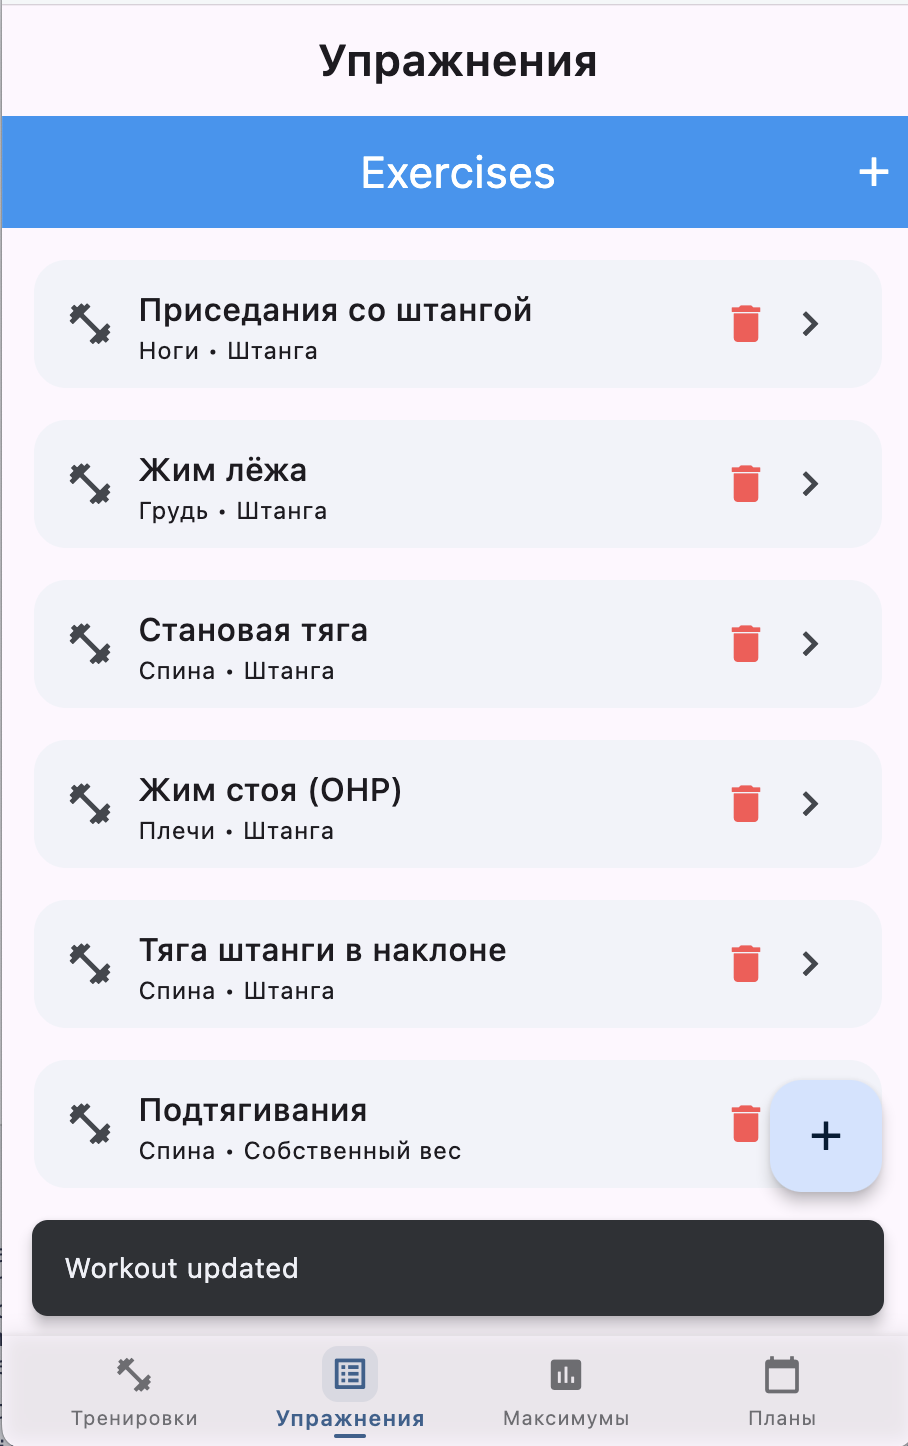 Упражнения
Exercises
Приседания со штангой
Ноги • Штанга
Жим лёжа
Грудь • Штанга
Становая тяга
Спина • Штанга
Жим стоя (OHP)
Плечи • Штанга
Тяга штанги в наклоне
Спина • Штанга
Подтягивания
Спина • Собственный вес
Workout updated
Тренировки
Упражнения
Максимумы
Планы